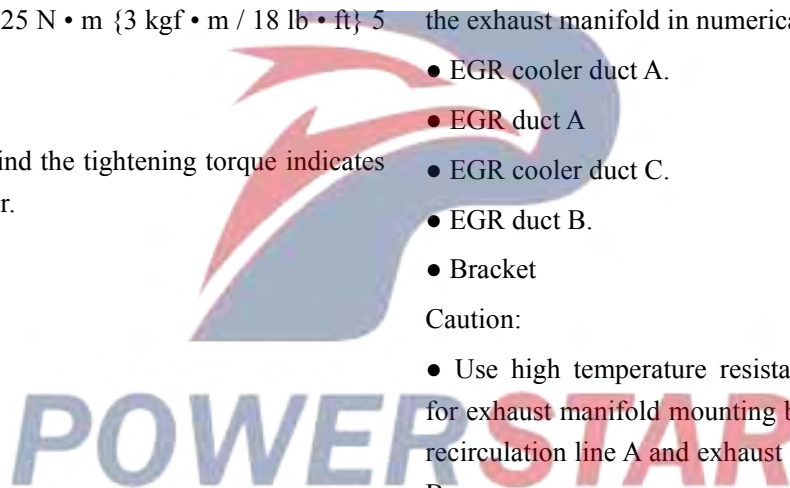 25 N • m {3 kgf • m / 18 lb • ft} 5
ind the tightening torque indicates
r.
the exhaust manifold in numerica
● EGR cooler duct A.
● EGR duct A
● EGR cooler duct C.
● EGR duct B.
● Bracket
Caution:
● Use high temperature resista
for exhaust manifold mounting b
recirculation line A and exhaust
POWERSTAR